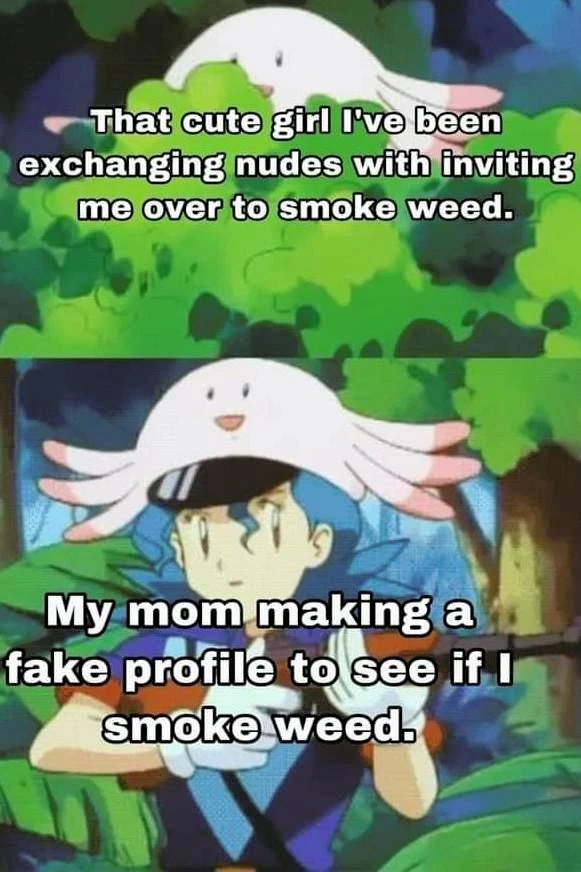 That cute girl I've been
exchanging nudes with inviting
me over to smoke weed.
My mom making a
fake profile to see if I
smoke weed.